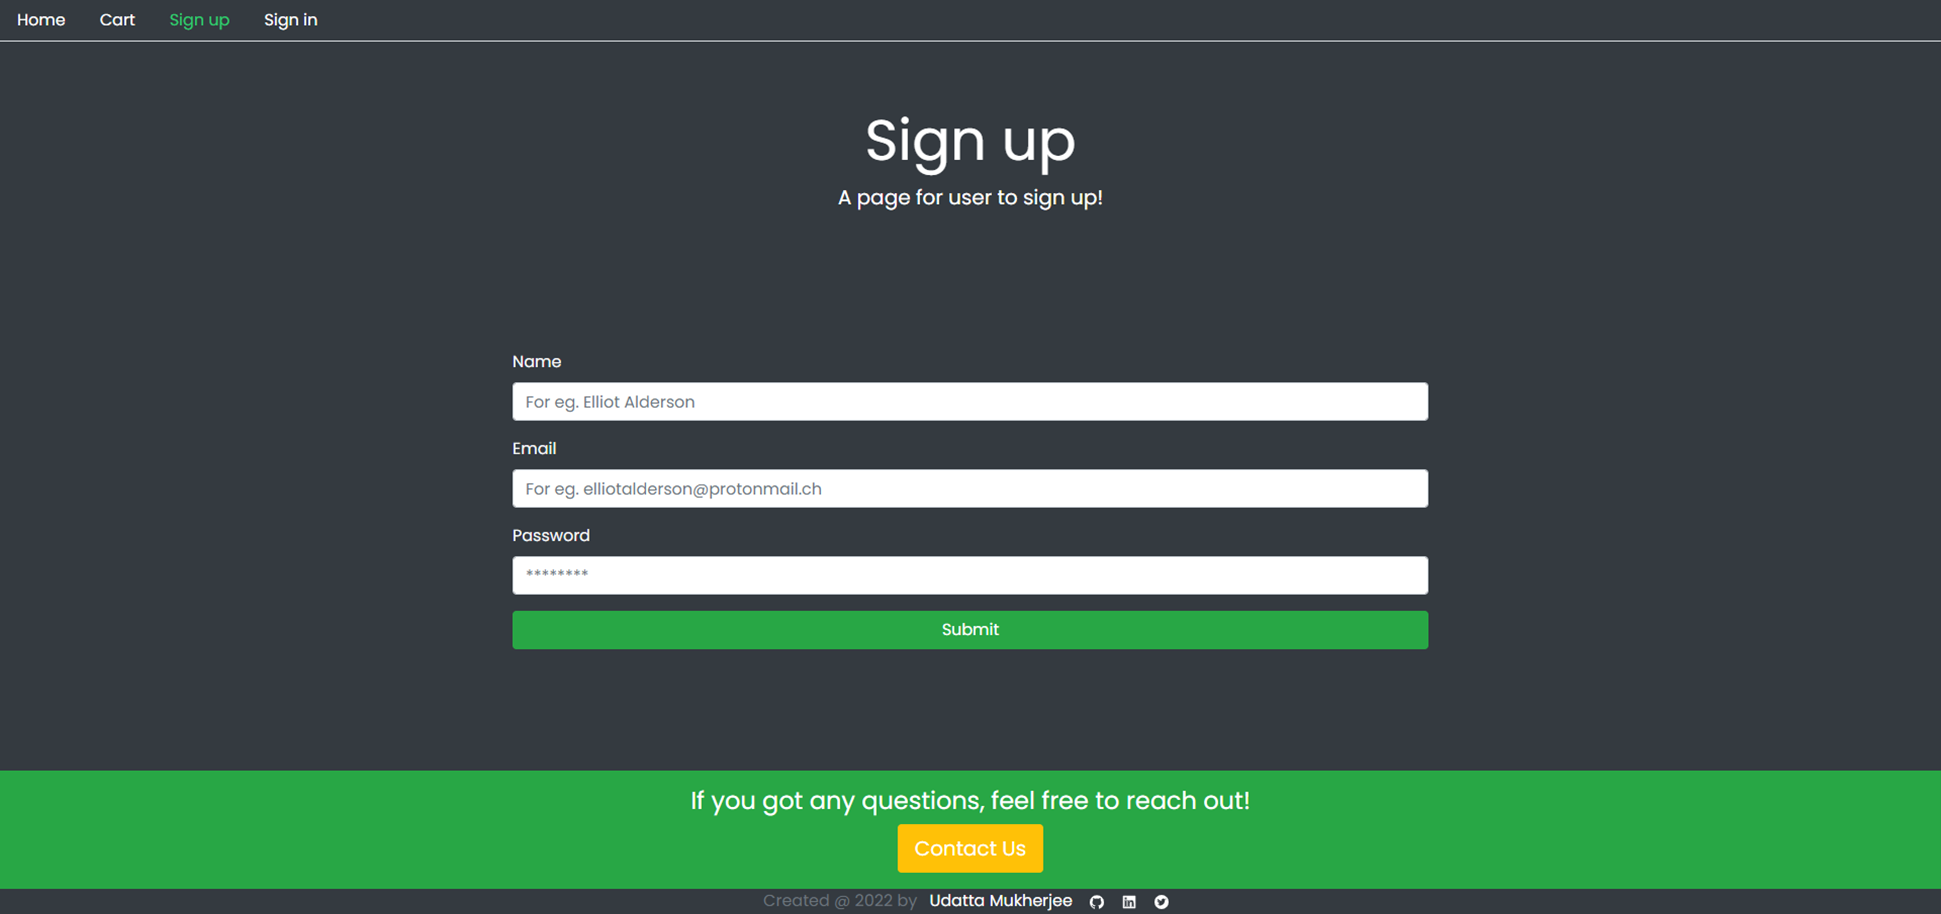 Home Cart Sign up Sign in
Sign up
A page for user to sign up!
Name
For eg. Elliot Alderson
Email
For eg. elliotalderson@protonmail.ch
Password
********
Submit
If you got any questions, feel free to reach out!
Contact Us
Created @ 2022 by Udatta Mukherjee